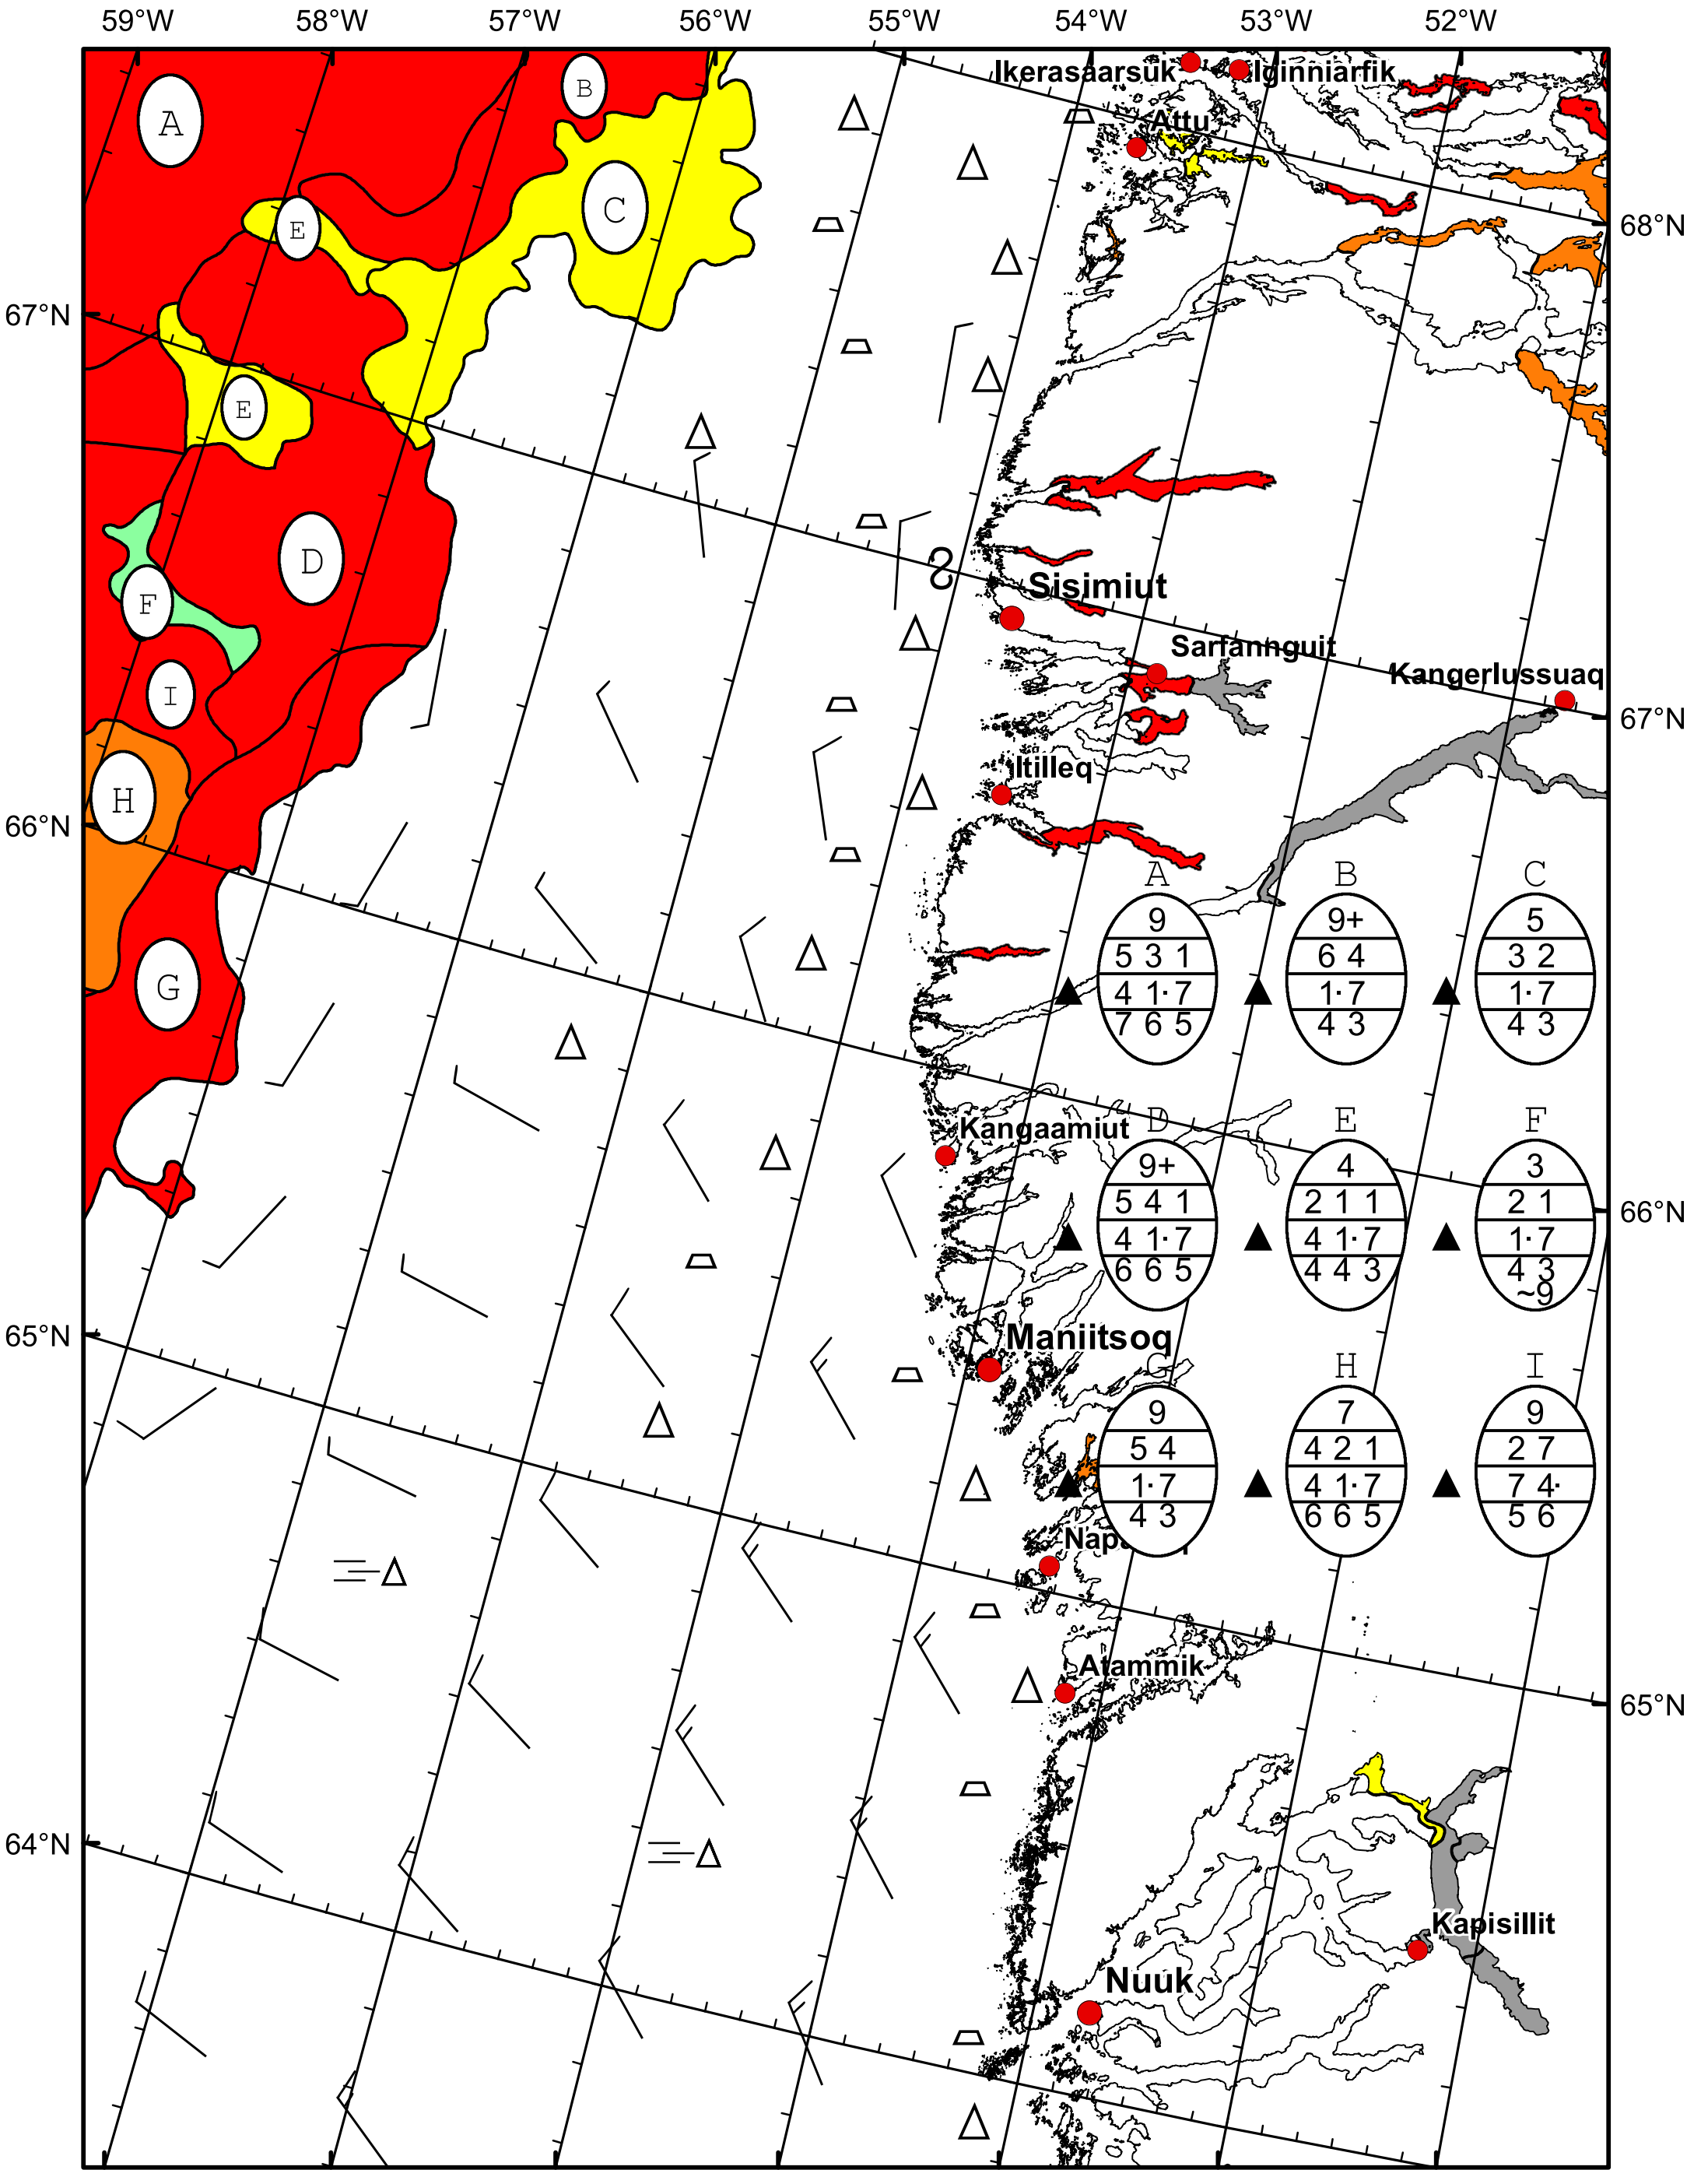 59°W 58°W 57°W 56°W 55°W 54°W 53°W 52°W
Ikerasaarsuk Iginniarfik
B
A
Attu
C
68°N
E
67°N
E
D
Sisimiut
F
Sarfannguit
Kangerlussuaq
I
67°N
Itilleq
H
66°N
A B C
9 9+ 5
5 3 1 6 4 3 2
G
4 1·7 1·7 1·7
7 6 5 4 3 4 3
Kangaamiut
D E F
9+ 4 3
5 4 1 2 1 1 2 1
66°N
4 1·7 4 1·7 1·7
6 6 5 4 4 3 4 3
~9
65°N
Maniitsoq
G H I
9 7 9
5 4 4 2 1 2 7
1·7 4 1·7 7 4·
4 3 6 6 5 5 6
Atammik
65°N
64°N
Kapisillit
Nuuk